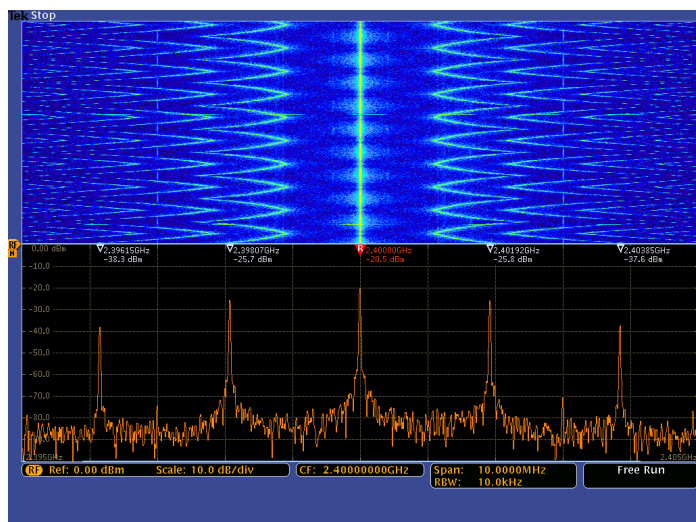 Tek Stop
0.00 dBm
2.39615GHz 2.39807GHz 2.40000GHz 2.40192GHz 2.40385GHz
-38.3 dBm -25.7 dBm -20.5 dBm -25.8 dBm -37.6 dBm
R
RF
-10.0
-20.0
-30.0
-40.0
-50.0
-60.0
-70.0
-80.0
2.395GHz 2.405GHz
RF Ref: 0.00 dBm Scale: 10.0 dB/div CF: 2.40000000GHz Span: 10.0000MHz Free Run
RBW: 10.0kHz